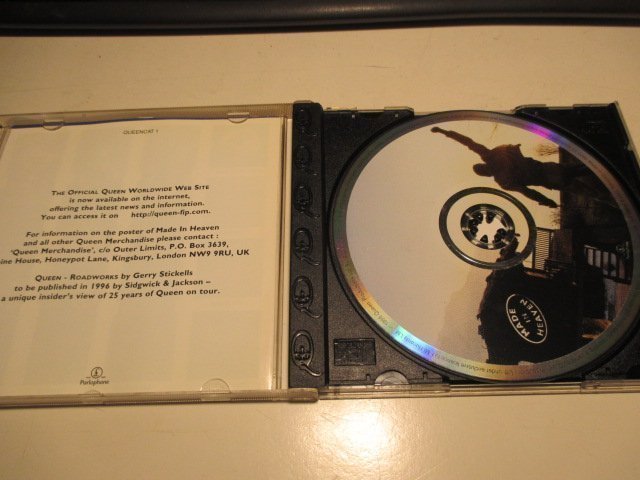 QUEENCAT 1
THE OFFICIAL QUEEN WORLDWIDE WEB SITE
is now available on the internet,
offering the latest news and information.
You can access it on http://queen-fip.com.
For information on the poster of Made In Heaven
and all other Queen Merchandise please contact :
'Queen Merchandise', c/o Outer Limits, P.O. Box 3639,
ine House, Honeypot Lane, Kingsbury, London NW9 9RU, UK
QUEEN - ROADWORKS by Gerry Stickells
to be published in 1996 by Sidgwick & Jackson –
a unique insider's view of 25 years of Queen on tour.
Parlophone
MADE
IN
HEAVEN